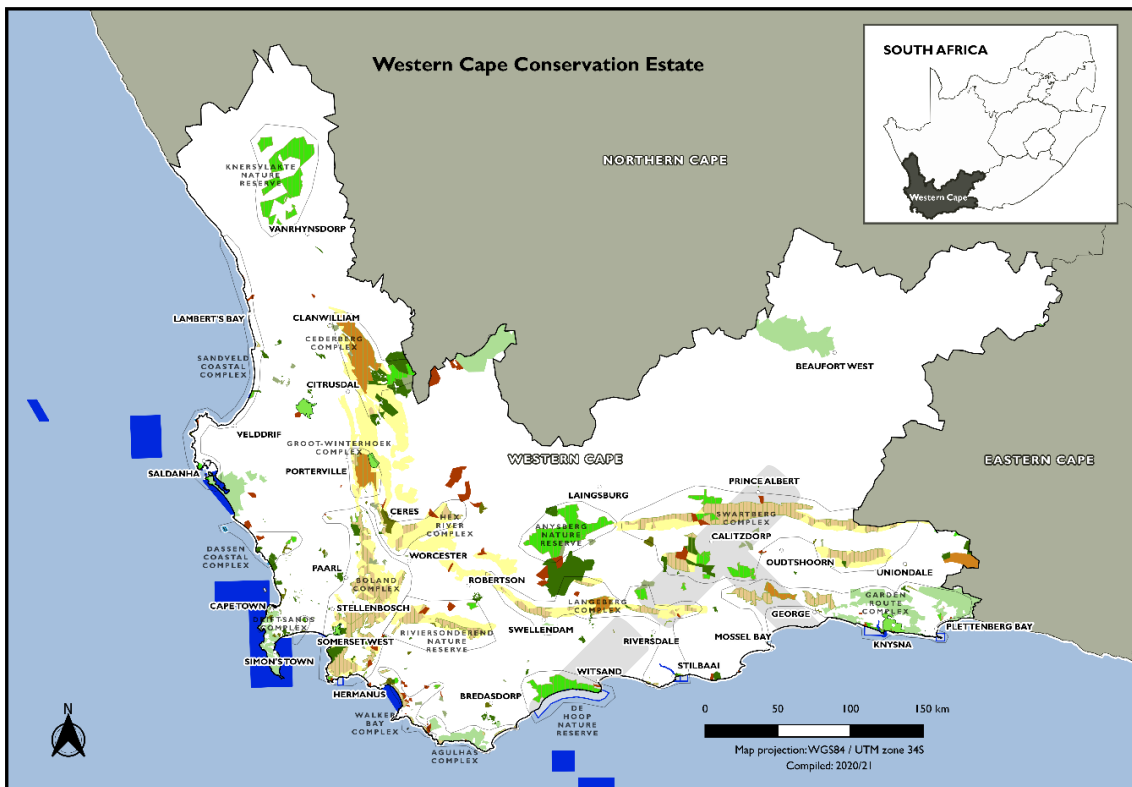 Western Cape Conservation Estate
SOUTH AFRICA
Western Cape
NORTHERN CAPE
KNERSVLAKTE
NATURE
RESERVE
VANRHYNSDORP
LAMBERT'S BAY
CLANWILLIAM
CEDERBERG
COMPLEX
SANDVELD
COASTAL
COMPLEX
BEAUFORT WEST
CITRUSDAL
VELDDRIF
GROOT-WINTERHOEK
COMPLEX
WESTERN CAPE
EASTERN CAPE
SALDANHA
PORTERVILLE
PRINCE ALBERT
LAINGSBURG
CERES
HEX
RIVER
COMPLEX
ANYSBERG
NATURE
RESERVE
SWARTBERG
COMPLEX
CALITZDORP
DASSEN
COASTAL
COMPLEX
WORCESTER
OUDTSHOORN
PAARL
ROBERTSON
UNIONDALE
BOLAND
COMPLEX
GARDEN
ROUTE
COMPLEX
CAPE TOWN
STELLENBOSCH
LANGEBERG
COMPLEX
GEORGE
DRIFTSANDS
COMPLEX
PLETTENBERG BAY
SWELLENDAM
RIVIERSONDEREND
NATURE
RESERVE
SOMERSET WEST
RIVERSDALE
MOSSEL BAY
KNYSNA
SIMON'S TOWN
WITSAND
STILBAAI
HERMANUS
BREDASDORP
WALKER
BAY
COMPLEX
DE
HOOP
NATURE
RESERVE
AGULHAS
COMPLEX
N
0 50 100 150 km
Map projection: WGS84 / UTM zone 34S
Compiled: 2020/21